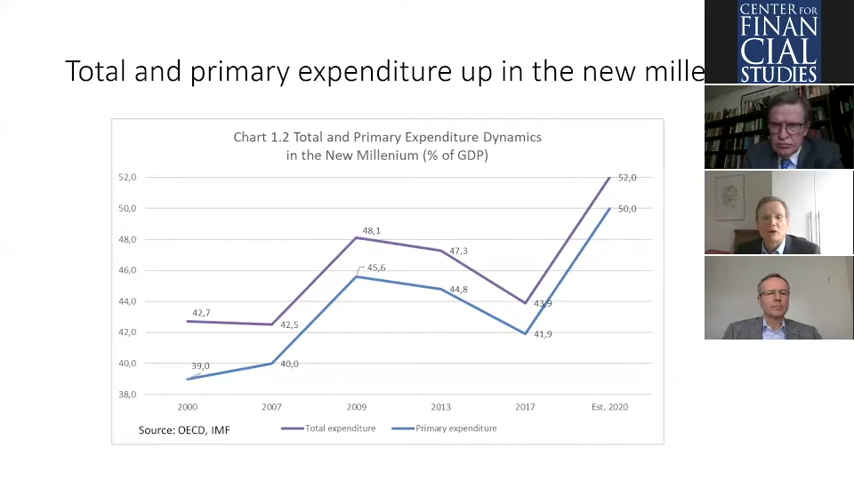 Total and primary expenditure up in the new mille
CENTER FOR
FINAN
CIAL
STUDIES
Chart 1.2 Total and Primary Expenditure Dynamics
in the New Millenium (% of GDP)
52,0
50,0
48,0
46,0
44,0
42,0
40,0
38,0
42,7
42,5
48,1
47,3
43,9
52,0
39,0
40,0
45,6
44,8
41,9
50,0
2000 2007 2009 2013 2017 Est. 2020
Source: OECD, IMF
Total expenditure Primary expenditure